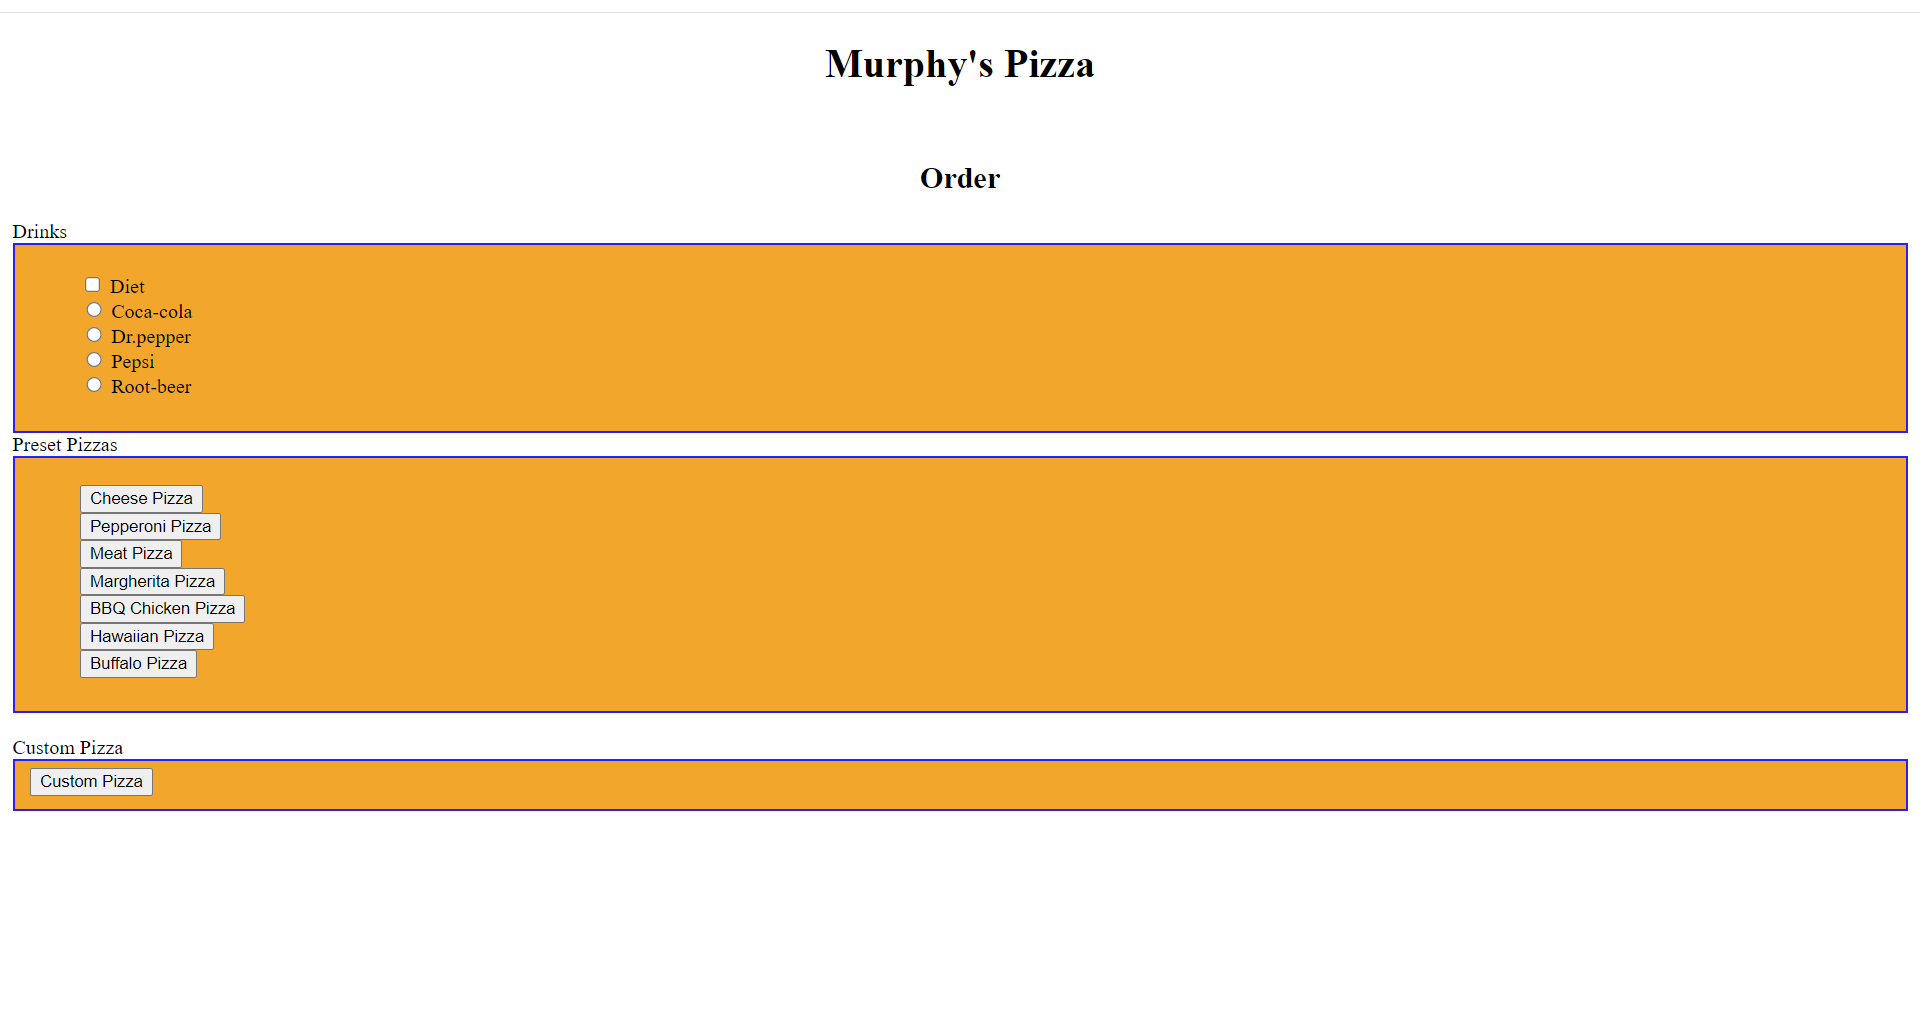 Murphy's Pizza
Order
Drinks
Diet
Coca-cola
Dr.pepper
Pepsi
Root-beer
Preset Pizzas
Cheese Pizza
Pepperoni Pizza
Meat Pizza
Margherita Pizza
BBQ Chicken Pizza
Hawaiian Pizza
Buffalo Pizza
Custom Pizza
Custom Pizza